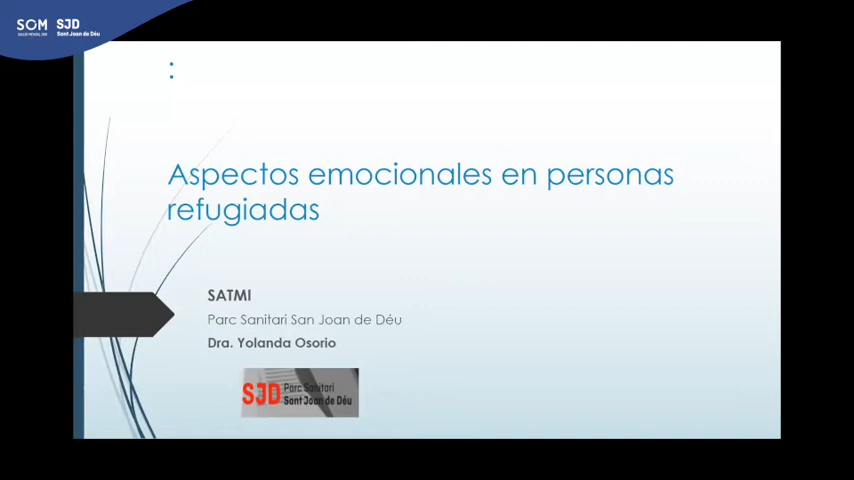 SOM SJD
Sant Joan de Déu
:
Aspectos emocionales en personas
refugiadas
SATMI
Parc Sanitari San Joan de Déu
Dra. Yolanda Osorio
SJD Parc Sanitari
Sant Joan de Déu